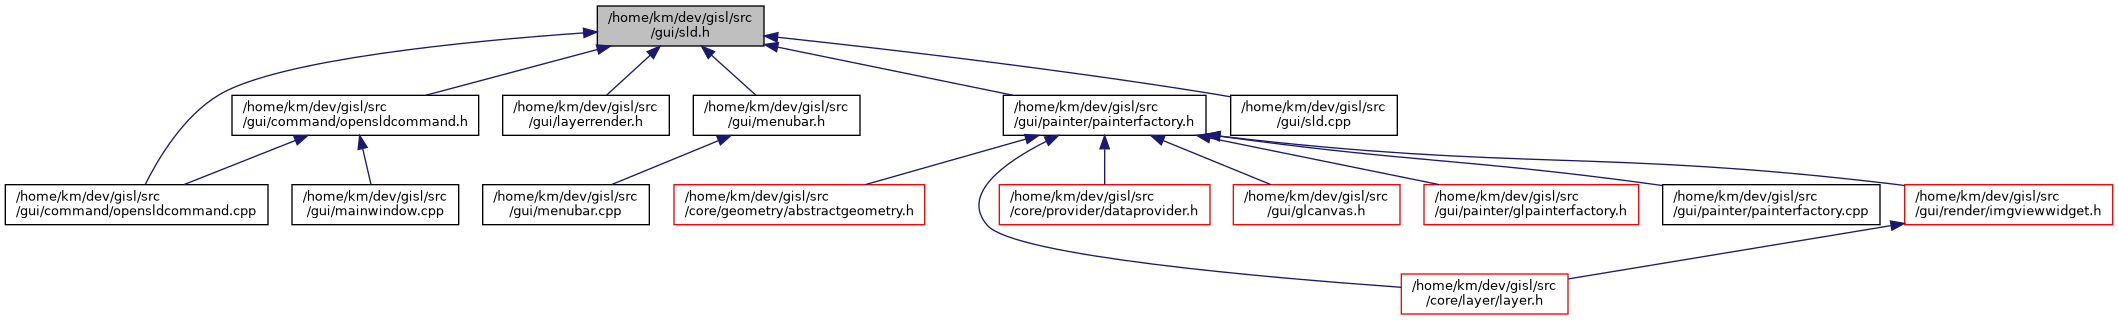 /home/km/dev/gisl/src
/gui/sld.h
/home/km/dev/gisl/src
/gui/command/opensldcommand.h
/home/km/dev/gisl/src
/gui/layerrender.h
/home/km/dev/gisl/src
/gui/menubar.h
/home/km/dev/gisl/src
/gui/painter/painterfactory.h
/home/km/dev/gisl/src
/gui/sld.cpp
/home/km/dev/gisl/src
/gui/command/opensldcommand.cpp
/home/km/dev/gisl/src
/gui/mainwindow.cpp
/home/km/dev/gisl/src
/gui/menubar.cpp
/home/km/dev/gisl/src
/core/geometry/abstractgeometry.h
/home/km/dev/gisl/src
/core/provider/dataprovider.h
/home/km/dev/gisl/src
/gui/glcanvas.h
/home/km/dev/gisl/src
/gui/painter/glpainterfactory.h
/home/km/dev/gisl/src
/gui/painter/painterfactory.cpp
/home/km/dev/gisl/src
/gui/render/imgviewwidget.h
/home/km/dev/gisl/src
/core/layer/layer.h